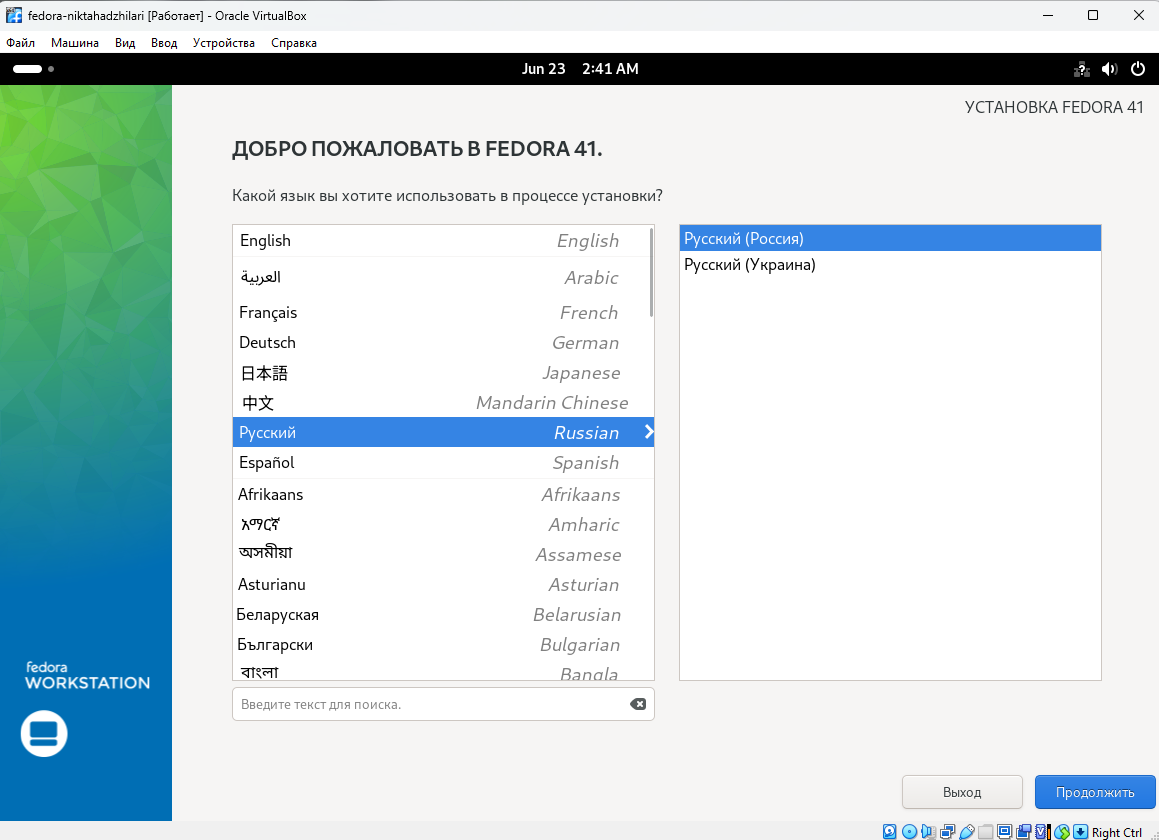 fedora-niktahadzhilari [Работает] - Oracle VirtualBox
Файл Машина Вид Ввод Устройства Справка
Jun 23 2:41 AM
УСТАНОВКА FEDORA 41
ДОБРО ПОЖАЛОВАТЬ В FEDORA 41.
Какой язык вы хотите использовать в процессе установки?
English English
العربية Arabic
Français French
Deutsch German
日本語 Japanese
中文 Mandarin Chinese
Русский Russian
Español Spanish
Afrikaans Afrikaans
አማርኛ Amharic
অসমীয়া Assamese
Asturianu Asturian
Беларуская Belarusian
Български Bulgarian
বাংলা Bangla
Введите текст для поиска.
Русский (Россия)
Русский (Украина)
fedora
WORKSTATION
Выход Продолжить
Right Ctrl